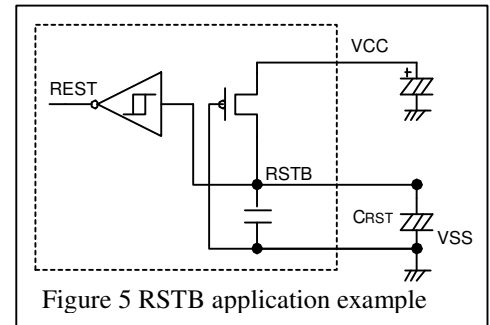 VCC
+
REST
RSTB
CRST
VSS
Figure 5 RSTB application example